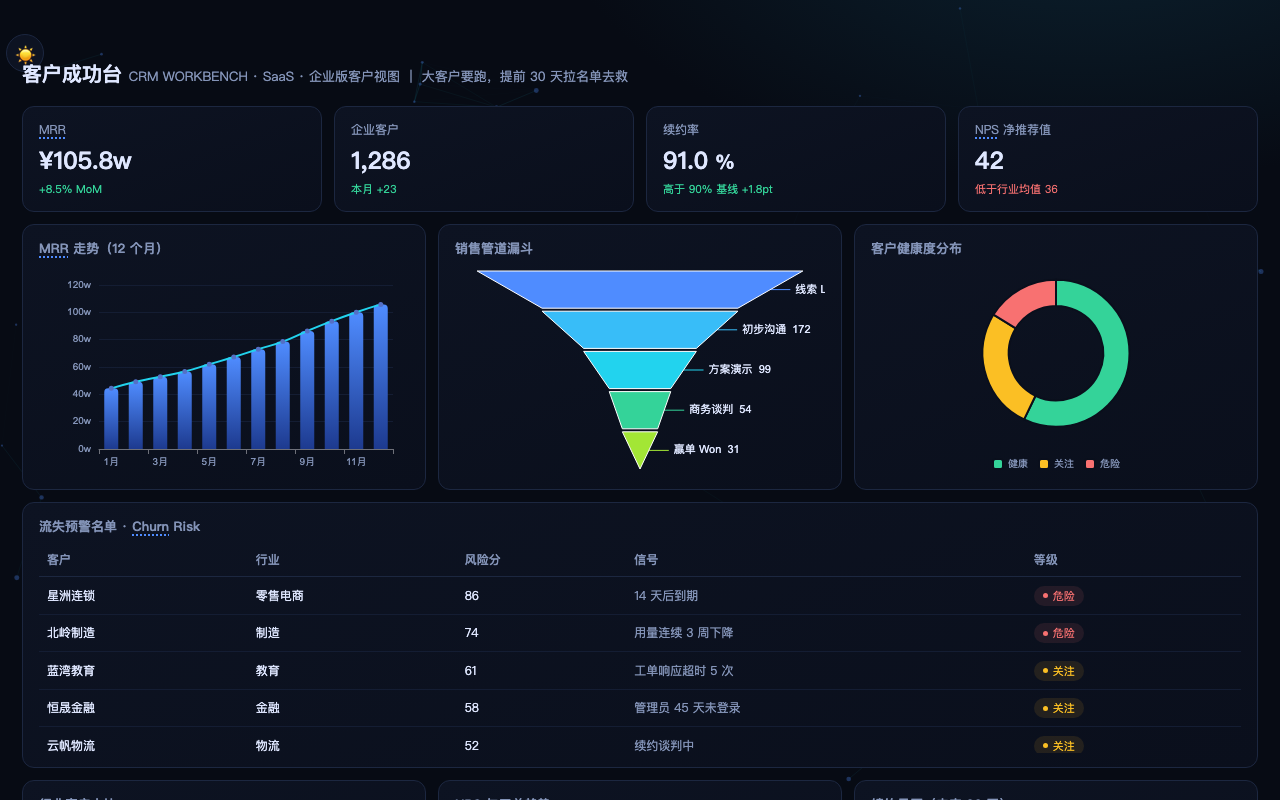 客户成功台 CRM WORKBENCH · SaaS · 企业版客户视图 | 大客户要跑，提前 30 天拉名单去救
MRR
¥105.8w
+8.5% MoM
企业客户
1,286
本月 +23
续约率
91.0 %
高于 90% 基线 +1.8pt
NPS 净推荐值
42
低于行业均值 36
MRR 走势（12 个月）
120w
100w
80w
60w
40w
20w
0w
1月 3月 5月 7月 9月 11月
销售管道漏斗
线索 L
初步沟通 172
方案演示 99
商务谈判 54
赢单 Won 31
客户健康度分布
健康 关注 危险
流失预警名单 · Churn Risk
客户 行业 风险分 信号 等级
星洲连锁 零售电商 86 14 天后到期 危险
北岭制造 制造 74 用量连续 3 周下降 危险
蓝湾教育 教育 61 工单响应超时 5 次 关注
恒晟金融 金融 58 管理员 45 天未登录 关注
云帆物流 物流 52 续约谈判中 关注